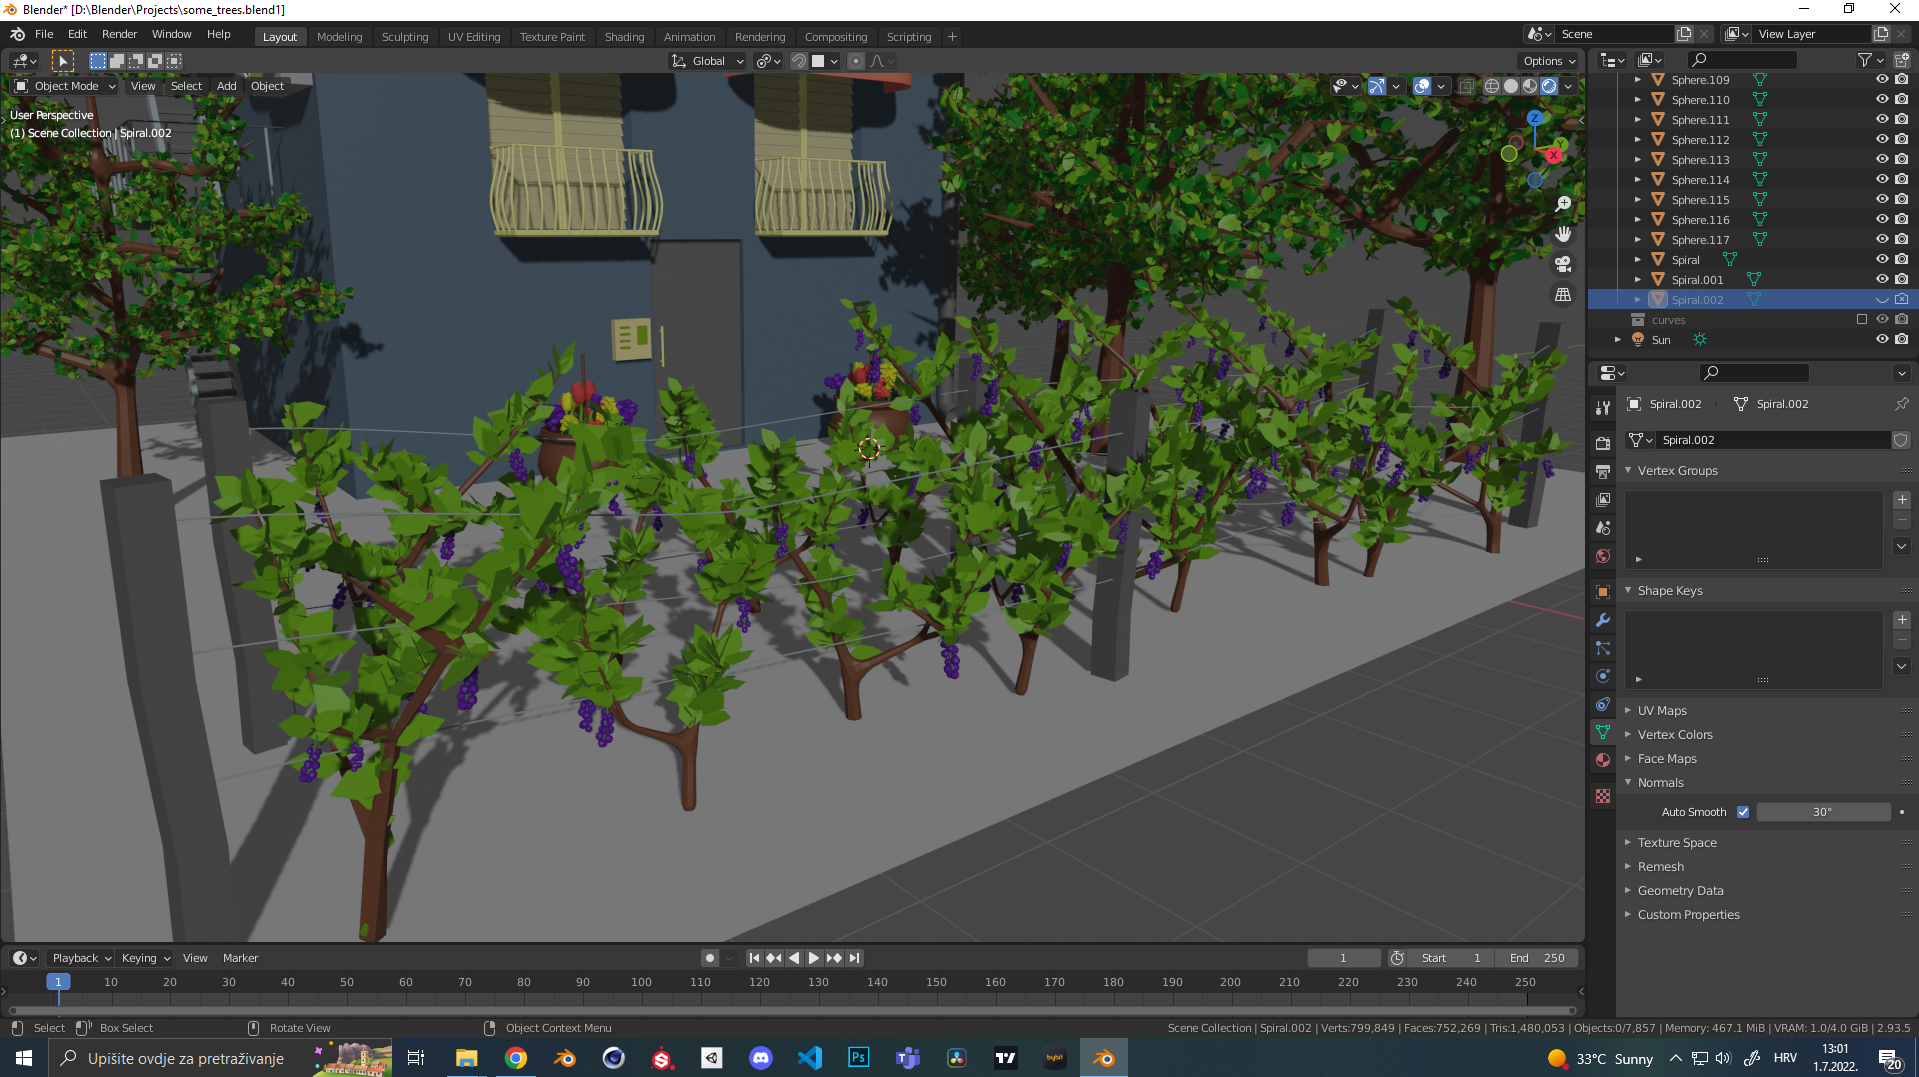 Blender* [D:\Blender\Projects\some_trees.blend1]
File Edit Render Window Help Layout Modeling Sculpting UV Editing Texture Paint Shading Animation Rendering Compositing Scripting + Scene View Layer
Global Options
Object Mode View Select Add Object
User Perspective
(1) Scene Collection | Spiral.002
Z
Y
X
Sphere.109
Sphere.110
Sphere.111
Sphere.112
Sphere.113
Sphere.114
Sphere.115
Sphere.116
Sphere.117
Spiral
Spiral.001
Spiral.002
curves
Sun
Spiral.002 Spiral.002
Spiral.002
Vertex Groups
Shape Keys
UV Maps
Vertex Colors
Face Maps
Normals
Auto Smooth 30°
Texture Space
Remesh
Geometry Data
Custom Properties
Playback Keying View Marker 1 Start 1 End 250
1 10 20 30 40 50 60 70 80 90 100 110 120 130 140 150 160 170 180 190 200 210 220 230 240 250
Select Box Select Rotate View Object Context Menu Scene Collection | Spiral.002 | Verts:799,849 | Faces:752,269 | Tris:1,480,053 | Objects:0/7,857 | Memory: 467.1 MiB | VRAM: 1.0/4.0 GiB | 2.93.5
Upišite ovdje za pretraživanje Ps bybit 33°C Sunny HRV 13:01
1.7.2022. 20